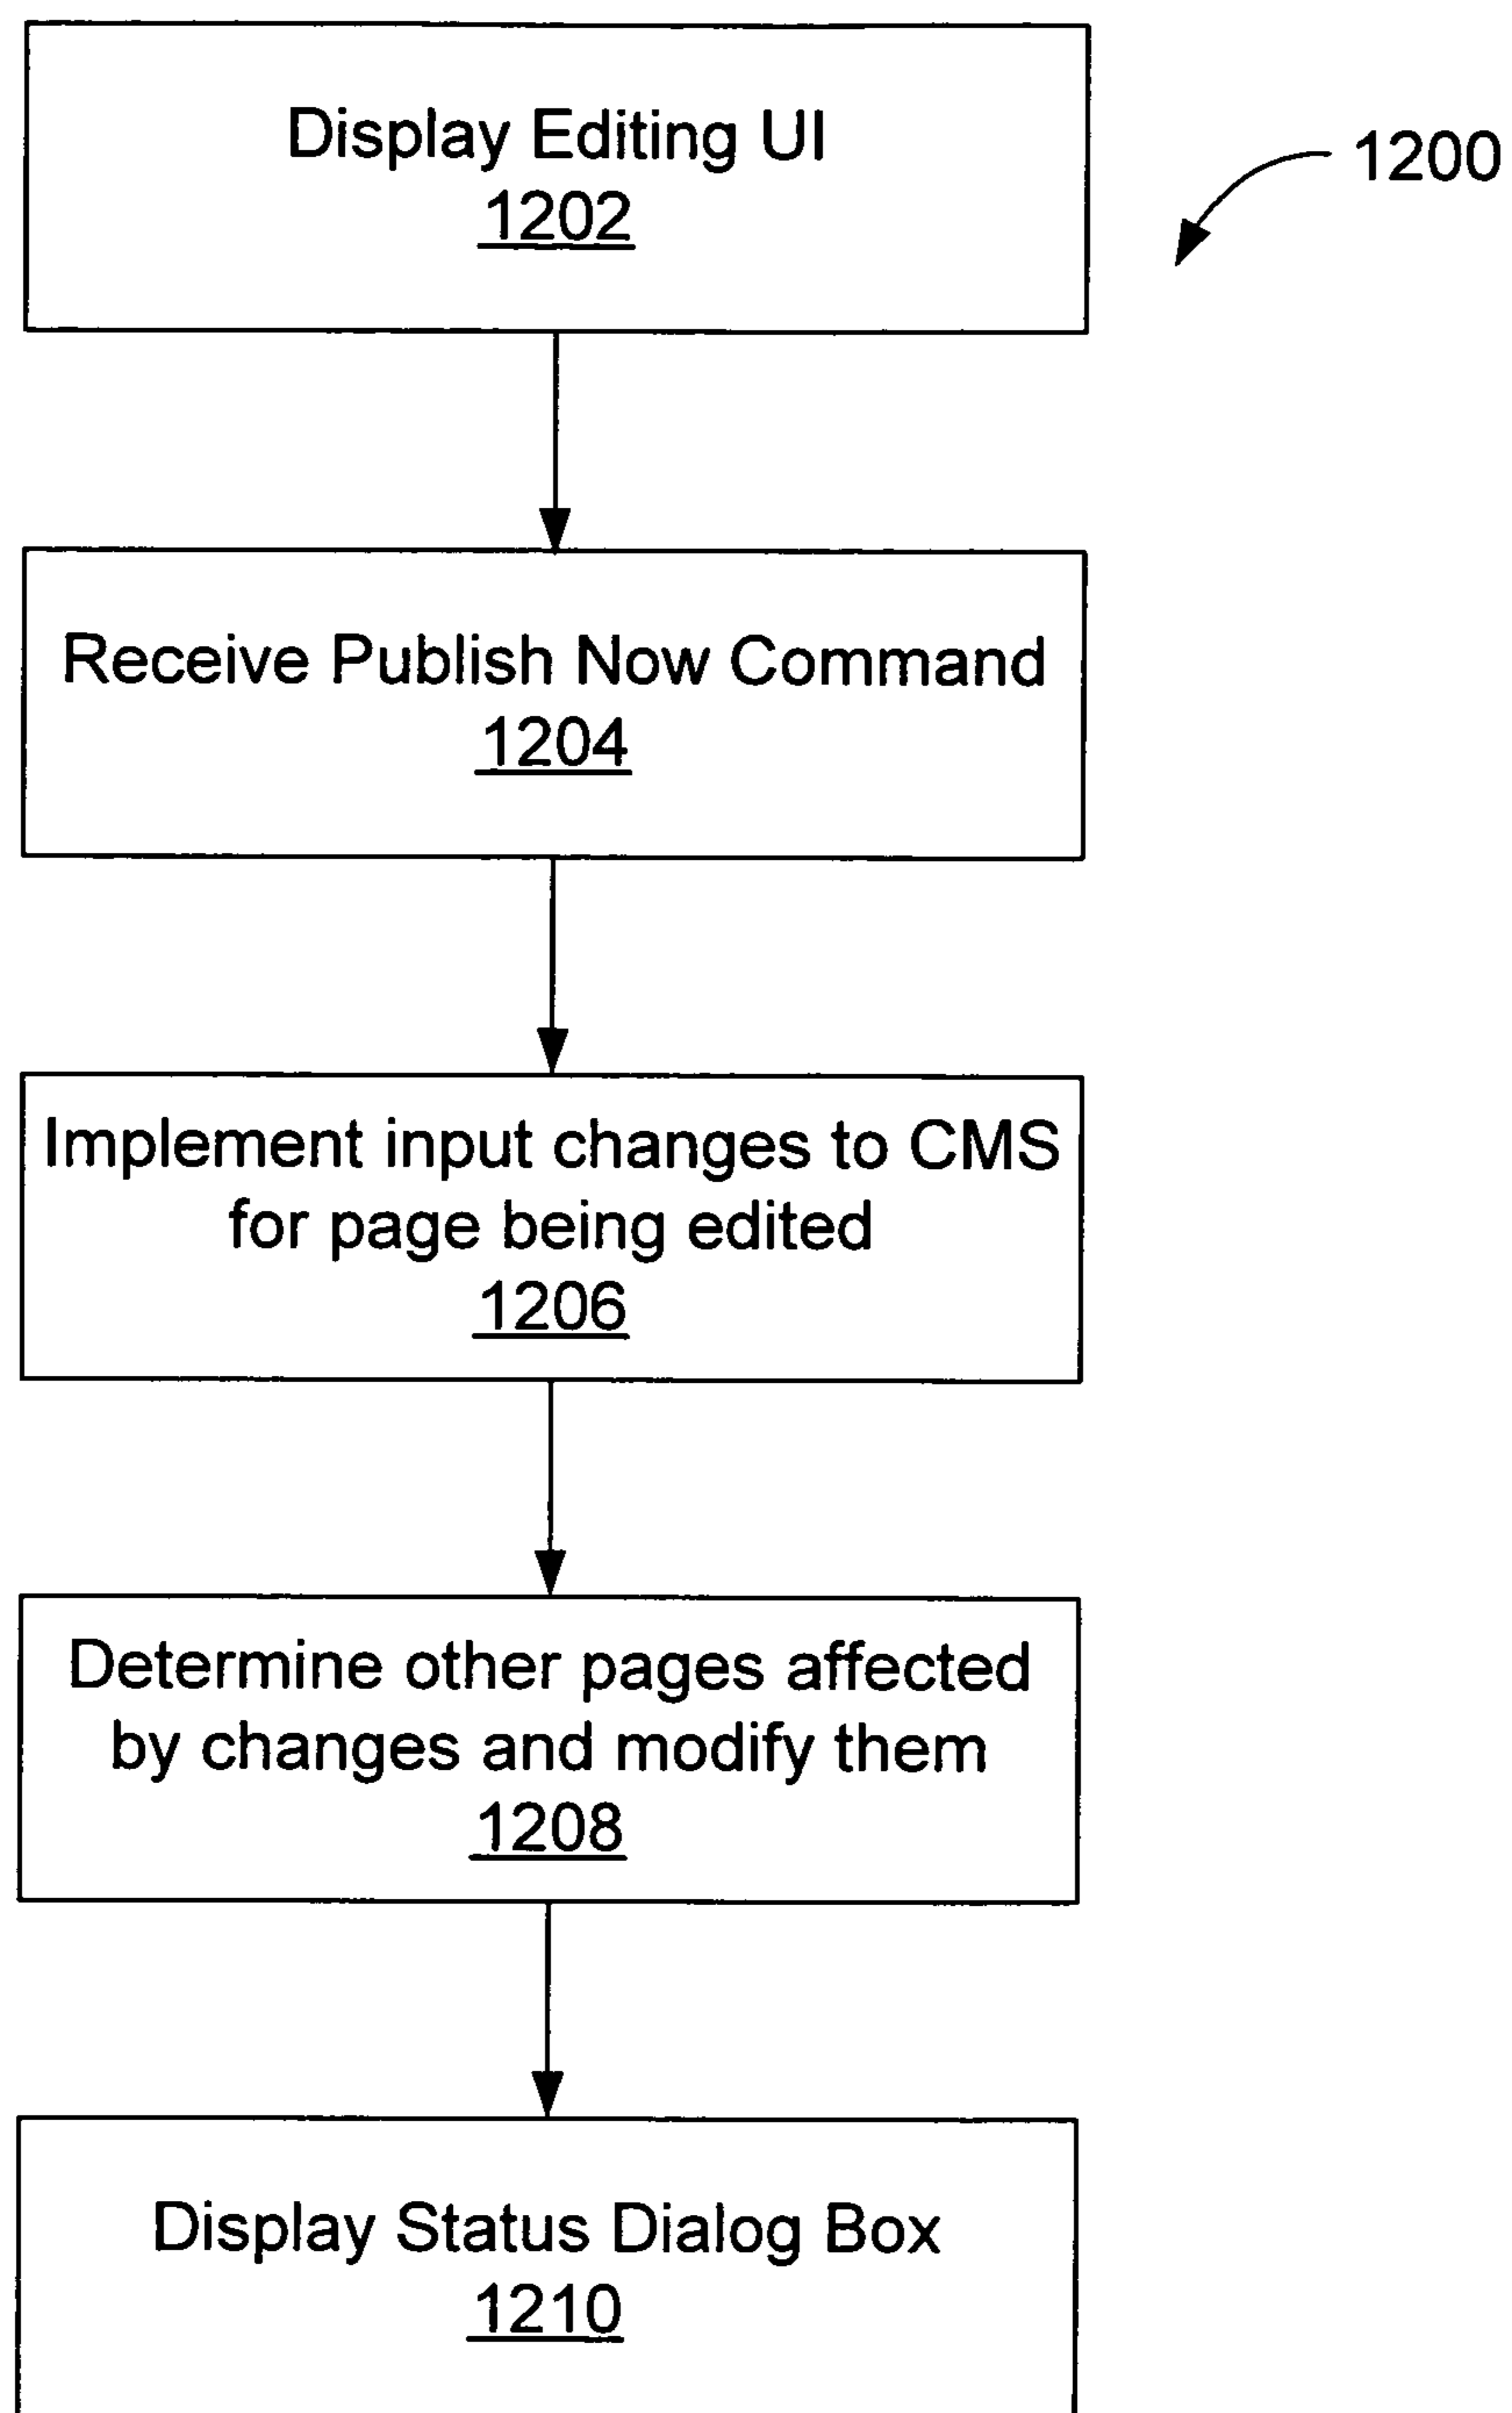 Display Editing UI
1202
1200
Receive Publish Now Command
1204
Implement input changes to CMS
for page being edited
1206
Determine other pages affected
by changes and modify them
1208
Display Status Dialog Box
1210